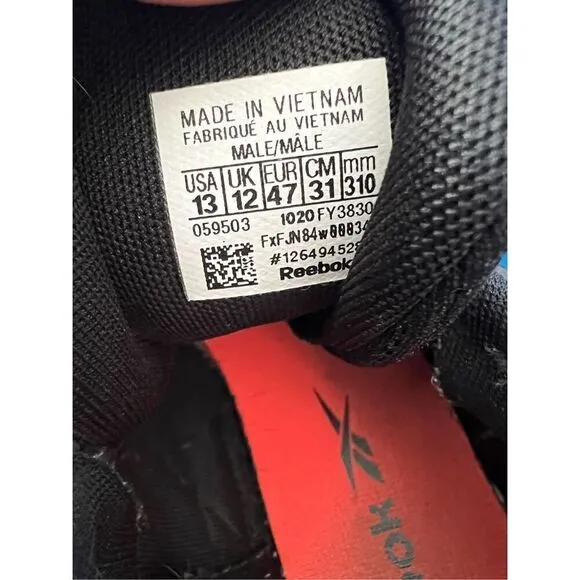 MADE IN VIETNAM
FABRIQUÉ AU VIETNAM
MALE/MÂLE
USA UK EUR CM mm
13 12 47 31 310
059503 1020 FY3830
#12649452
Reebok